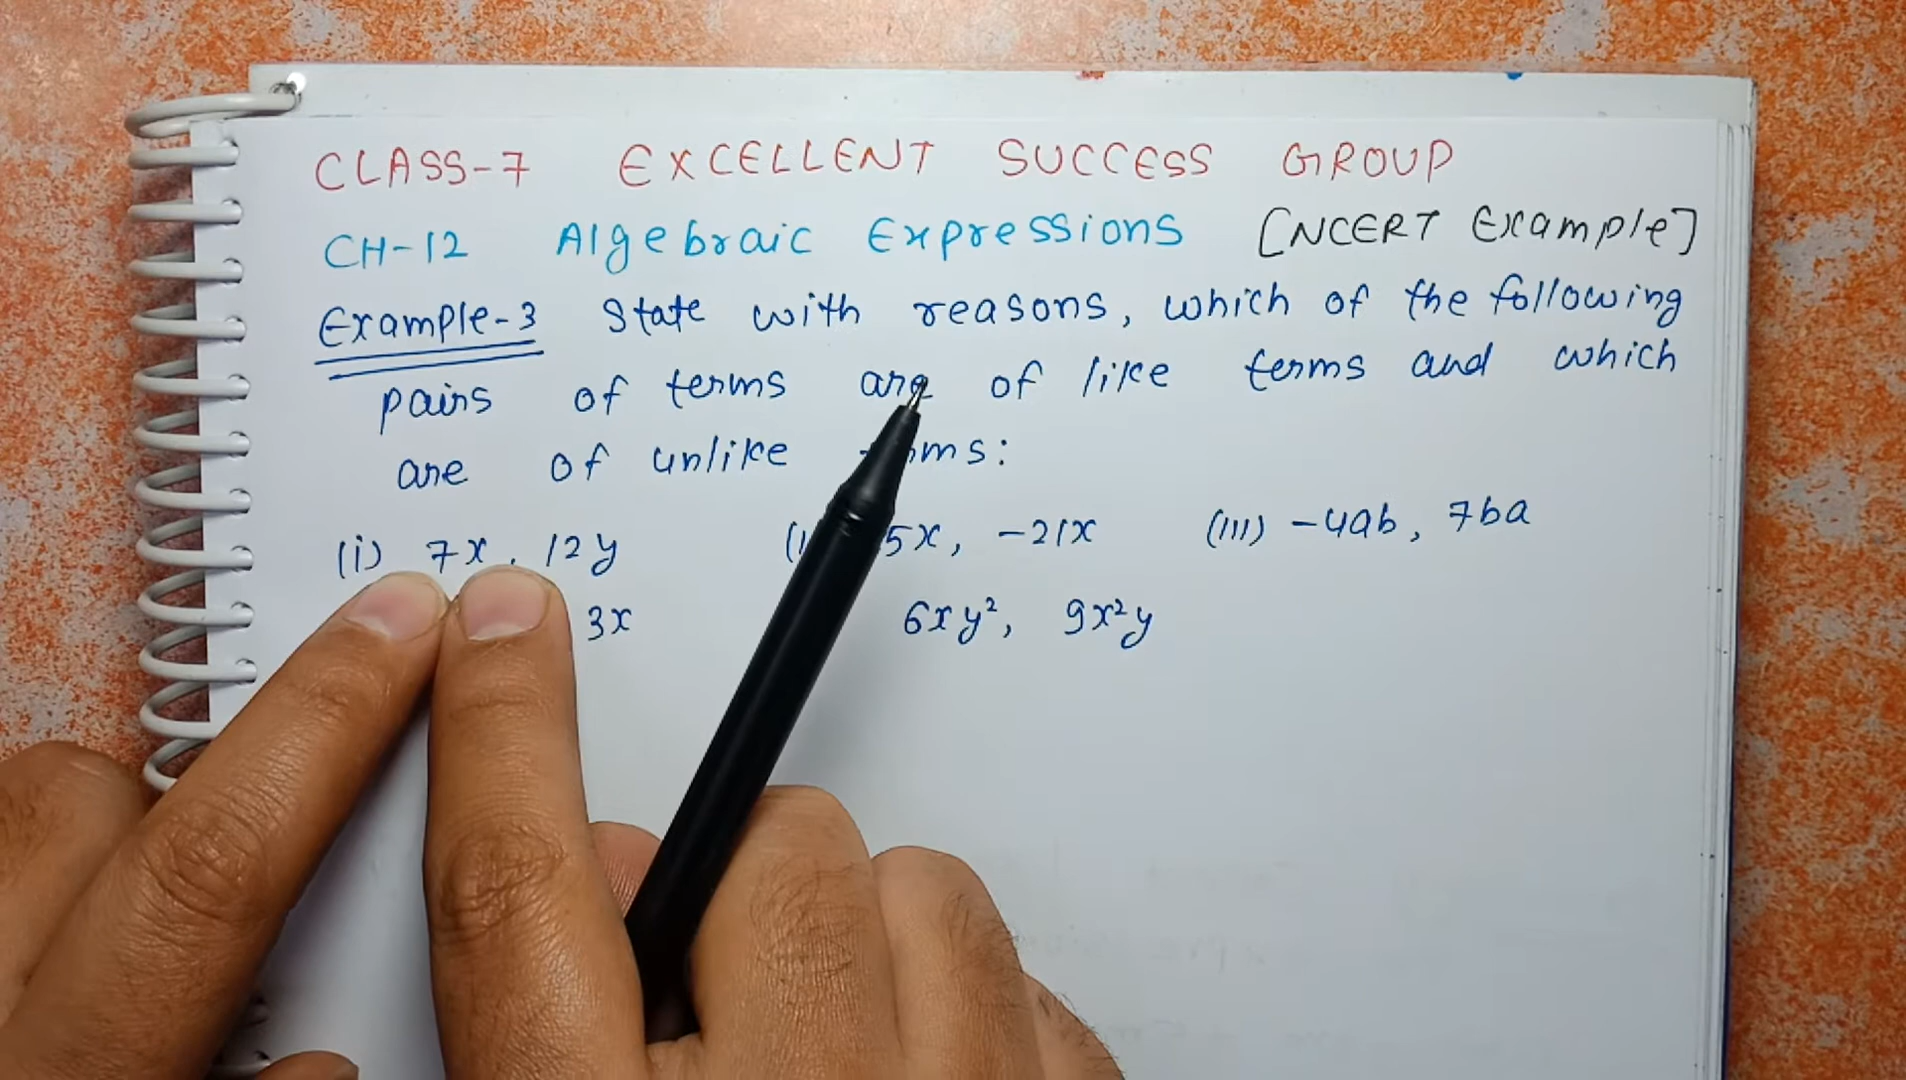 CLASS-7 EXCELLENT SUCCESS GROUP
CH-12 Algebraic Expressions [NCERT Example]
Example-3 State with reasons, which of the following
pairs of terms are of like terms and which
are of unlike
(i) 7x, 12y 5x, -21x (iii) -4ab, 7ba
3x 6xy², 9x²y